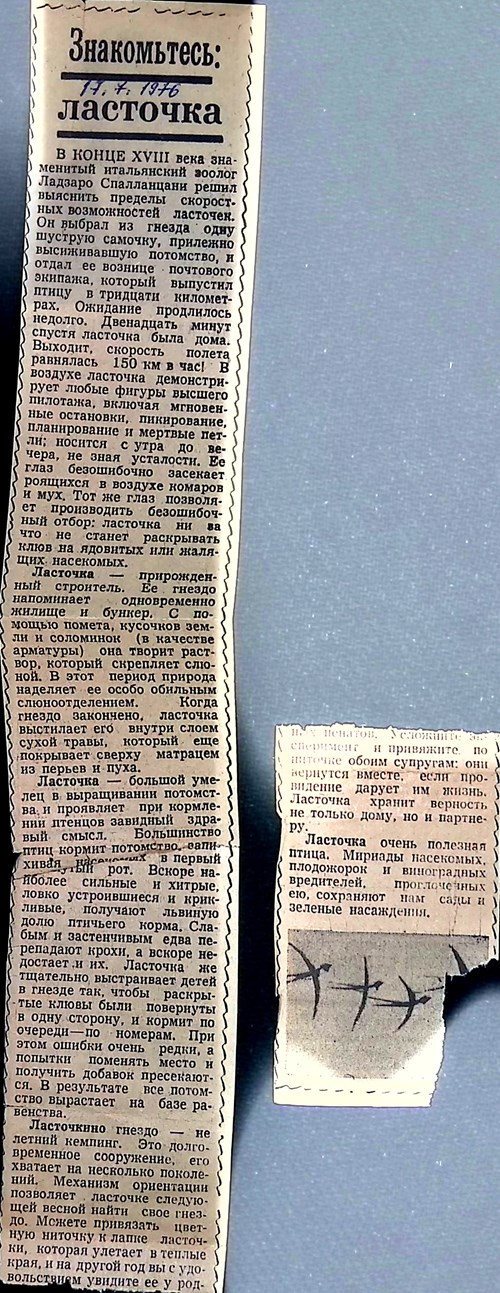 Знакомьтесь:
17. 7. 1976
ласточка
В КОНЦЕ XVIII века зна-
менитый итальянский зоолог
Ладзаро Спалланцани решил
выяснить пределы скорост-
ных возможностей ласточек.
Он выбрал из гнезда одну
шуструю самочку, прилежно
высиживавшую потомство, и
отдал ее вознице почтового
экипажа, который выпустил
птицу в тридцати километ-
рах. Ожидание продлилось
недолго. Двенадцать минут
спустя ласточка была дома.
Выходит, скорость полета
равнялась 150 км в час! В
воздухе ласточка демонстри-
рует любые фигуры высшего
пилотажа, включая мгновен-
ные остановки, пикирование,
планирование и мертвые пет-
ли; носится с утра до ве-
чера, не зная усталости. Ее
глаз безошибочно засекает
роящихся в воздухе комаров
и мух. Тот же глаз позволя-
ет производить безошибоч-
ный отбор: ласточка ни за
что не станет раскрывать
клюв на ядовитых или жаля-
щих насекомых.
Ласточка — прирожден-
ный строитель. Ее гнездо
напоминает одновременно
жилище и бункер. С по-
мощью помета, кусочков зем-
ли и соломинок (в качестве
арматуры) она творит раст-
вор, который скрепляет слю-
ной. В этот период природа
наделяет ее особо обильным
слюноотделением. Когда
гнездо закончено, ласточка
выстилает его внутри слоем
сухой травы, который еще
покрывает сверху матрацем
из перьев и пуха.
Ласточка — большой уме-
лец в выращивании потомст-
ва и проявляет при кормле-
нии птенцов завидный здра-
вый смысл. Большинство
птиц кормит потомство, запи-
хивая насекомых в первый
рот. Вскоре на-
иболее сильные и хитрые,
ловко устроившиеся и крик-
ливые, получают львиную
долю птичьего корма. Сла-
бым и застенчивым едва пе-
репадают крохи, а вскоре не-
достает и их. Ласточка же
тщательно выстраивает детей
в гнезде так, чтобы раскры-
тые клювы были повернуты
в одну сторону, и кормит по
очереди—по номерам. При
этом ошибки очень редки, а
попытки поменять место и
получить добавок пресекают-
ся. В результате все потом-
ство вырастает на базе ра-
венства.
Ласточкино гнездо — не
летний кемпинг. Это долго-
временное сооружение, его
хватает на несколько поколе-
ний. Механизм ориентации
позволяет ласточке следую-
щей весной найти свое гнез-
до. Можете привязать цвет-
ную ниточку к лапке ласточ-
ки, которая улетает в теплые
края, и на другой год вы с удо-
вольствием увидите ее у род-
ных пенатов. Усложните эк-
сперимент и привяжите по
ниточке обоим супругам: они
вернутся вместе, если про-
видение дарует им жизнь.
Ласточка хранит верность
не только дому, но и партне-
ру.
Ласточка очень полезная
птица. Мириады насекомых,
плодожорок и виноградных
вредителей, проглоченных
ею, сохраняют нам сады и
зеленые насаждения.